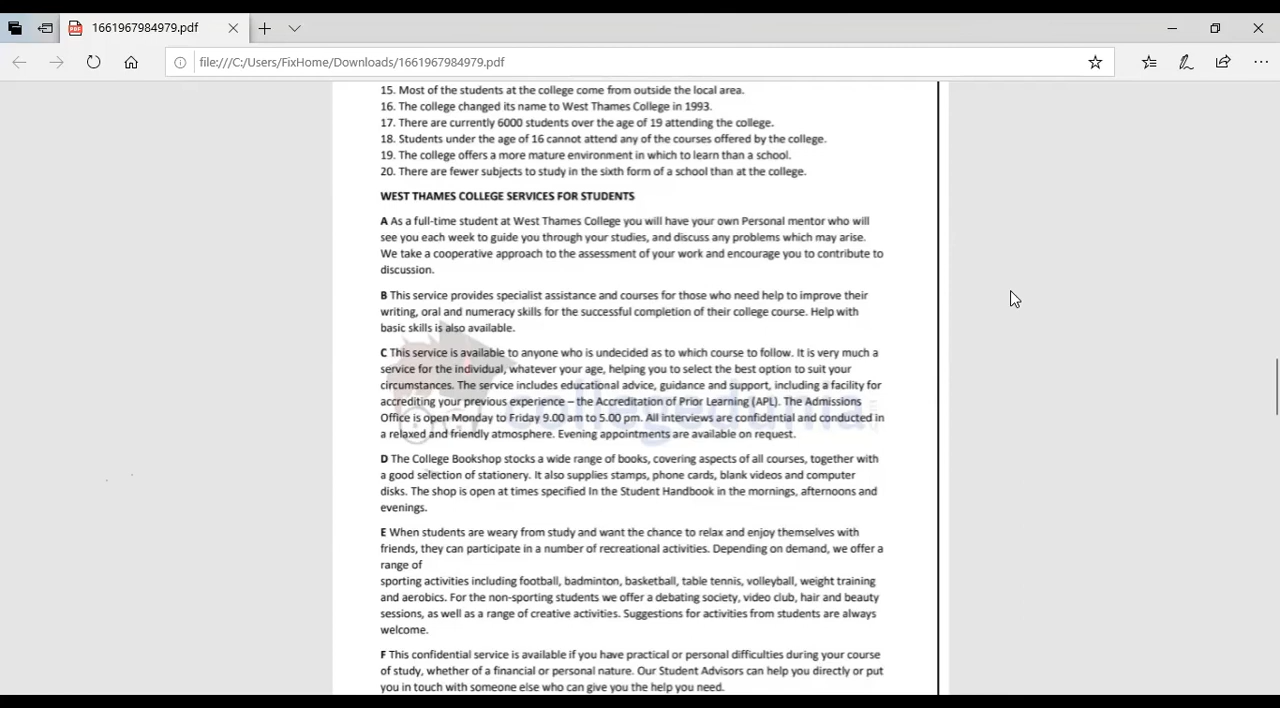 1661967984979.pdf
file:///C:/Users/FixHome/Downloads/1661967984979.pdf
15. Most of the students at the college come from outside the local area.
16. The college changed its name to West Thames College in 1993.
17. There are currently 6000 students over the age of 19 attending the college.
18. Students under the age of 16 cannot attend any of the courses offered by the college.
19. The college offers a more mature environment in which to learn than a school.
20. There are fewer subjects to study in the sixth form of a school than at the college.
WEST THAMES COLLEGE SERVICES FOR STUDENTS
A As a full-time student at West Thames College you will have your own Personal mentor who will
see you each week to guide you through your studies, and discuss any problems which may arise.
We take a cooperative approach to the assessment of your work and encourage you to contribute to
discussion.
B This service provides specialist assistance and courses for those who need help to improve their
writing, oral and numeracy skills for the successful completion of their college course. Help with
basic skills is also available.
C This service is available to anyone who is undecided as to which course to follow. It is very much a
service for the individual, whatever your age, helping you to select the best option to suit your
circumstances. The service includes educational advice, guidance and support, including a facility for
accrediting your previous experience – the Accreditation of Prior Learning (APL). The Admissions
Office is open Monday to Friday 9.00 am to 5.00 pm. All interviews are confidential and conducted in
a relaxed and friendly atmosphere. Evening appointments are available on request.
D The College Bookshop stocks a wide range of books, covering aspects of all courses, together with
a good selection of stationery. It also supplies stamps, phone cards, blank videos and computer
disks. The shop is open at times specified In the Student Handbook in the mornings, afternoons and
evenings.
E When students are weary from study and want the chance to relax and enjoy themselves with
friends, they can participate in a number of recreational activities. Depending on demand, we offer a
range of
sporting activities including football, badminton, basketball, table tennis, volleyball, weight training
and aerobics. For the non-sporting students we offer a debating society, video club, hair and beauty
sessions, as well as a range of creative activities. Suggestions for activities from students are always
welcome.
F This confidential service is available if you have practical or personal difficulties during your course
of study, whether of a financial or personal nature. Our Student Advisors can help you directly or put
you in touch with someone else who can give you the help you need.